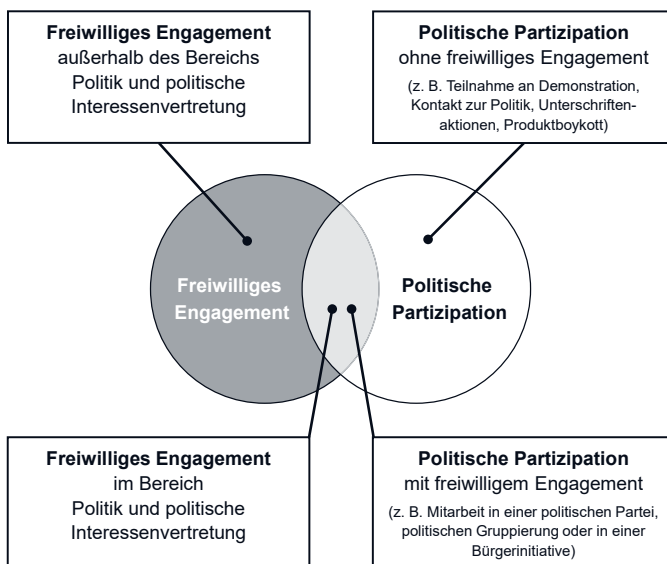 Freiwilliges Engagement
außerhalb des Bereichs
Politik und politische
Interessenvertretung
Politische Partizipation
ohne freiwilliges Engagement
(z. B. Teilnahme an Demonstration,
Kontakt zur Politik, Unterschriften-
aktionen, Produktboykott)
Freiwilliges
Engagement
Politische
Partizipation
Freiwilliges Engagement
im Bereich
Politik und politische
Interessenvertretung
Politische Partizipation
mit freiwilligem Engagement
(z. B. Mitarbeit in einer politischen Partei,
politischen Gruppierung oder in einer
Bürgerinitiative)